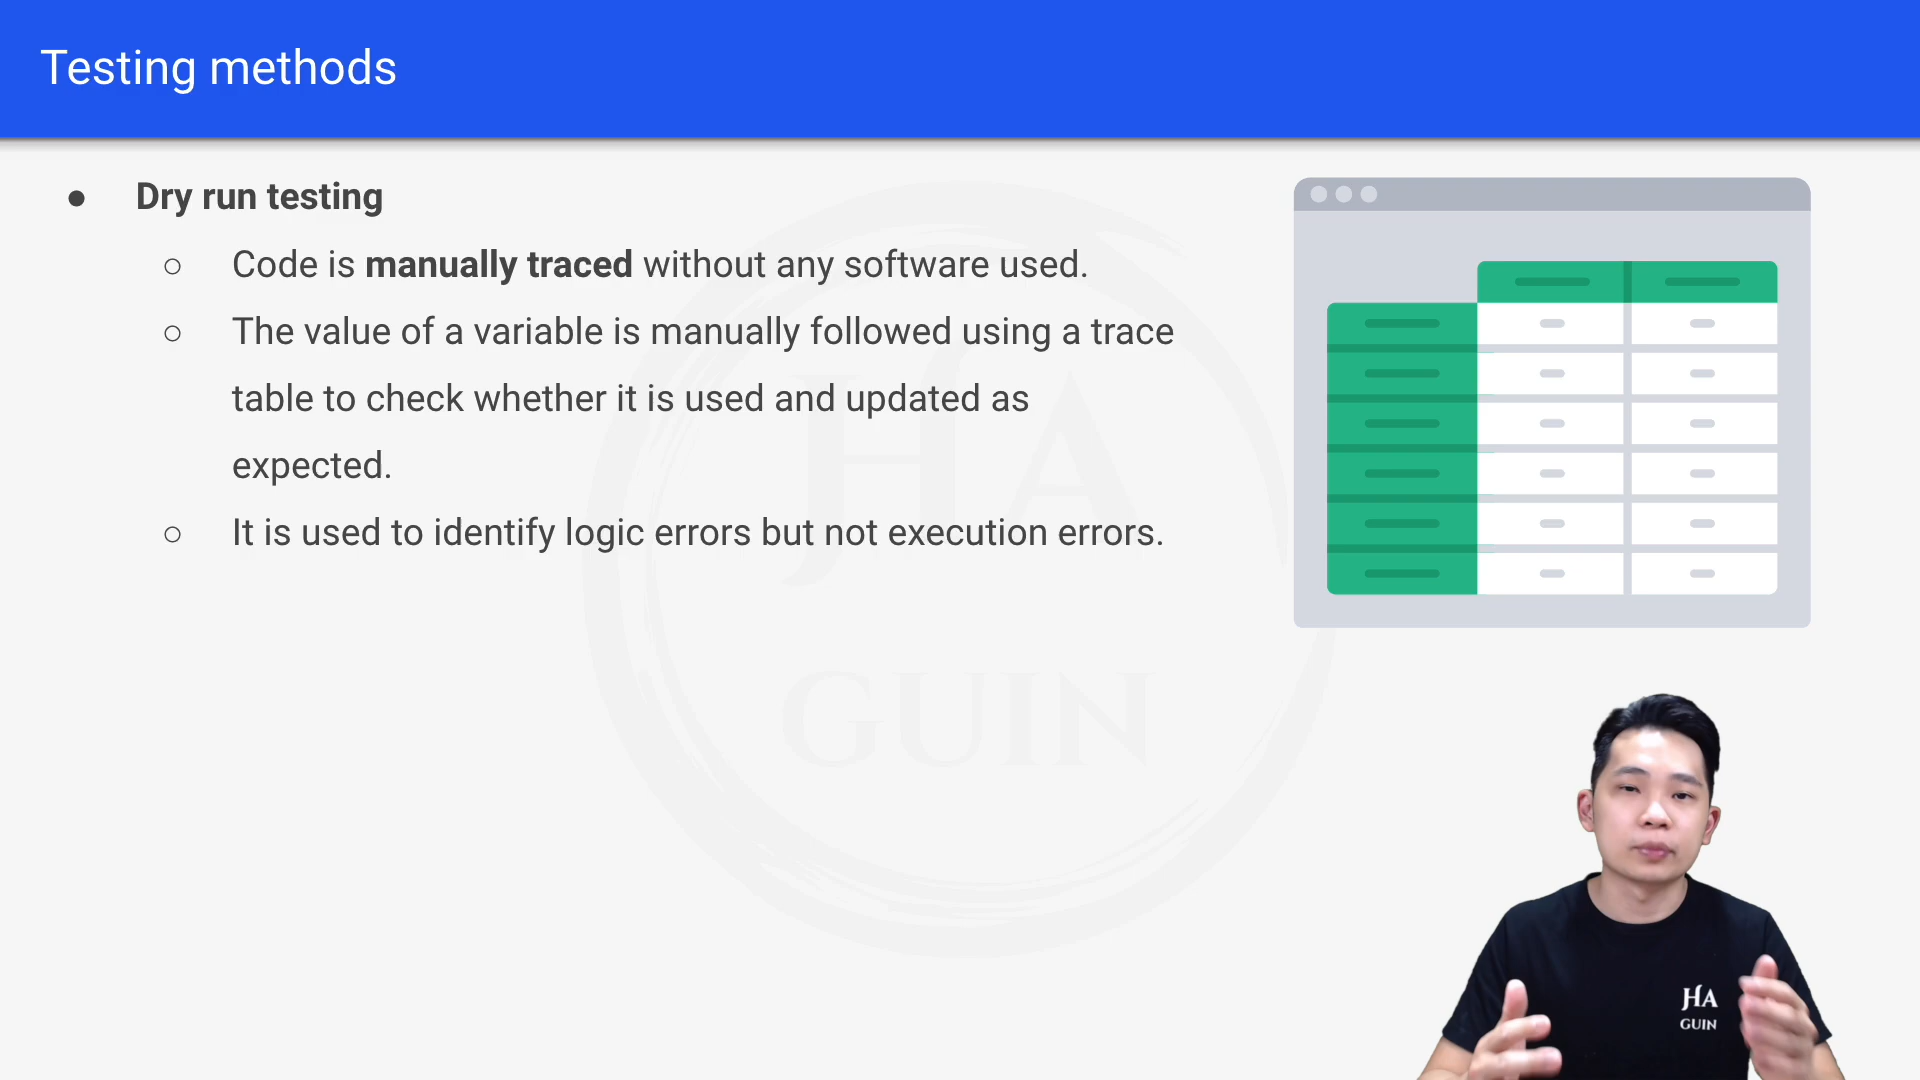 Testing methods
● Dry run testing
○ Code is manually traced without any software used.
○ The value of a variable is manually followed using a trace
table to check whether it is used and updated as
expected.
○ It is used to identify logic errors but not execution errors.
HA
GUIN
HA
GUIN